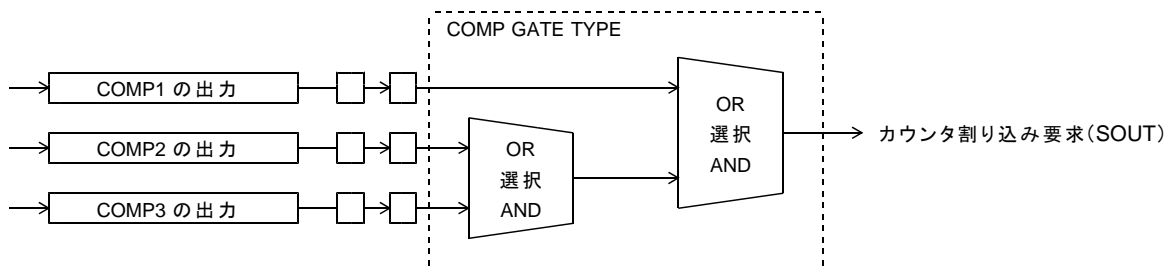 COMP GATE TYPE
COMP1 の出力
COMP2 の出力
COMP3 の出力
OR
選択
AND
OR
選択
AND
カウンタ割り込み要求(SOUT)